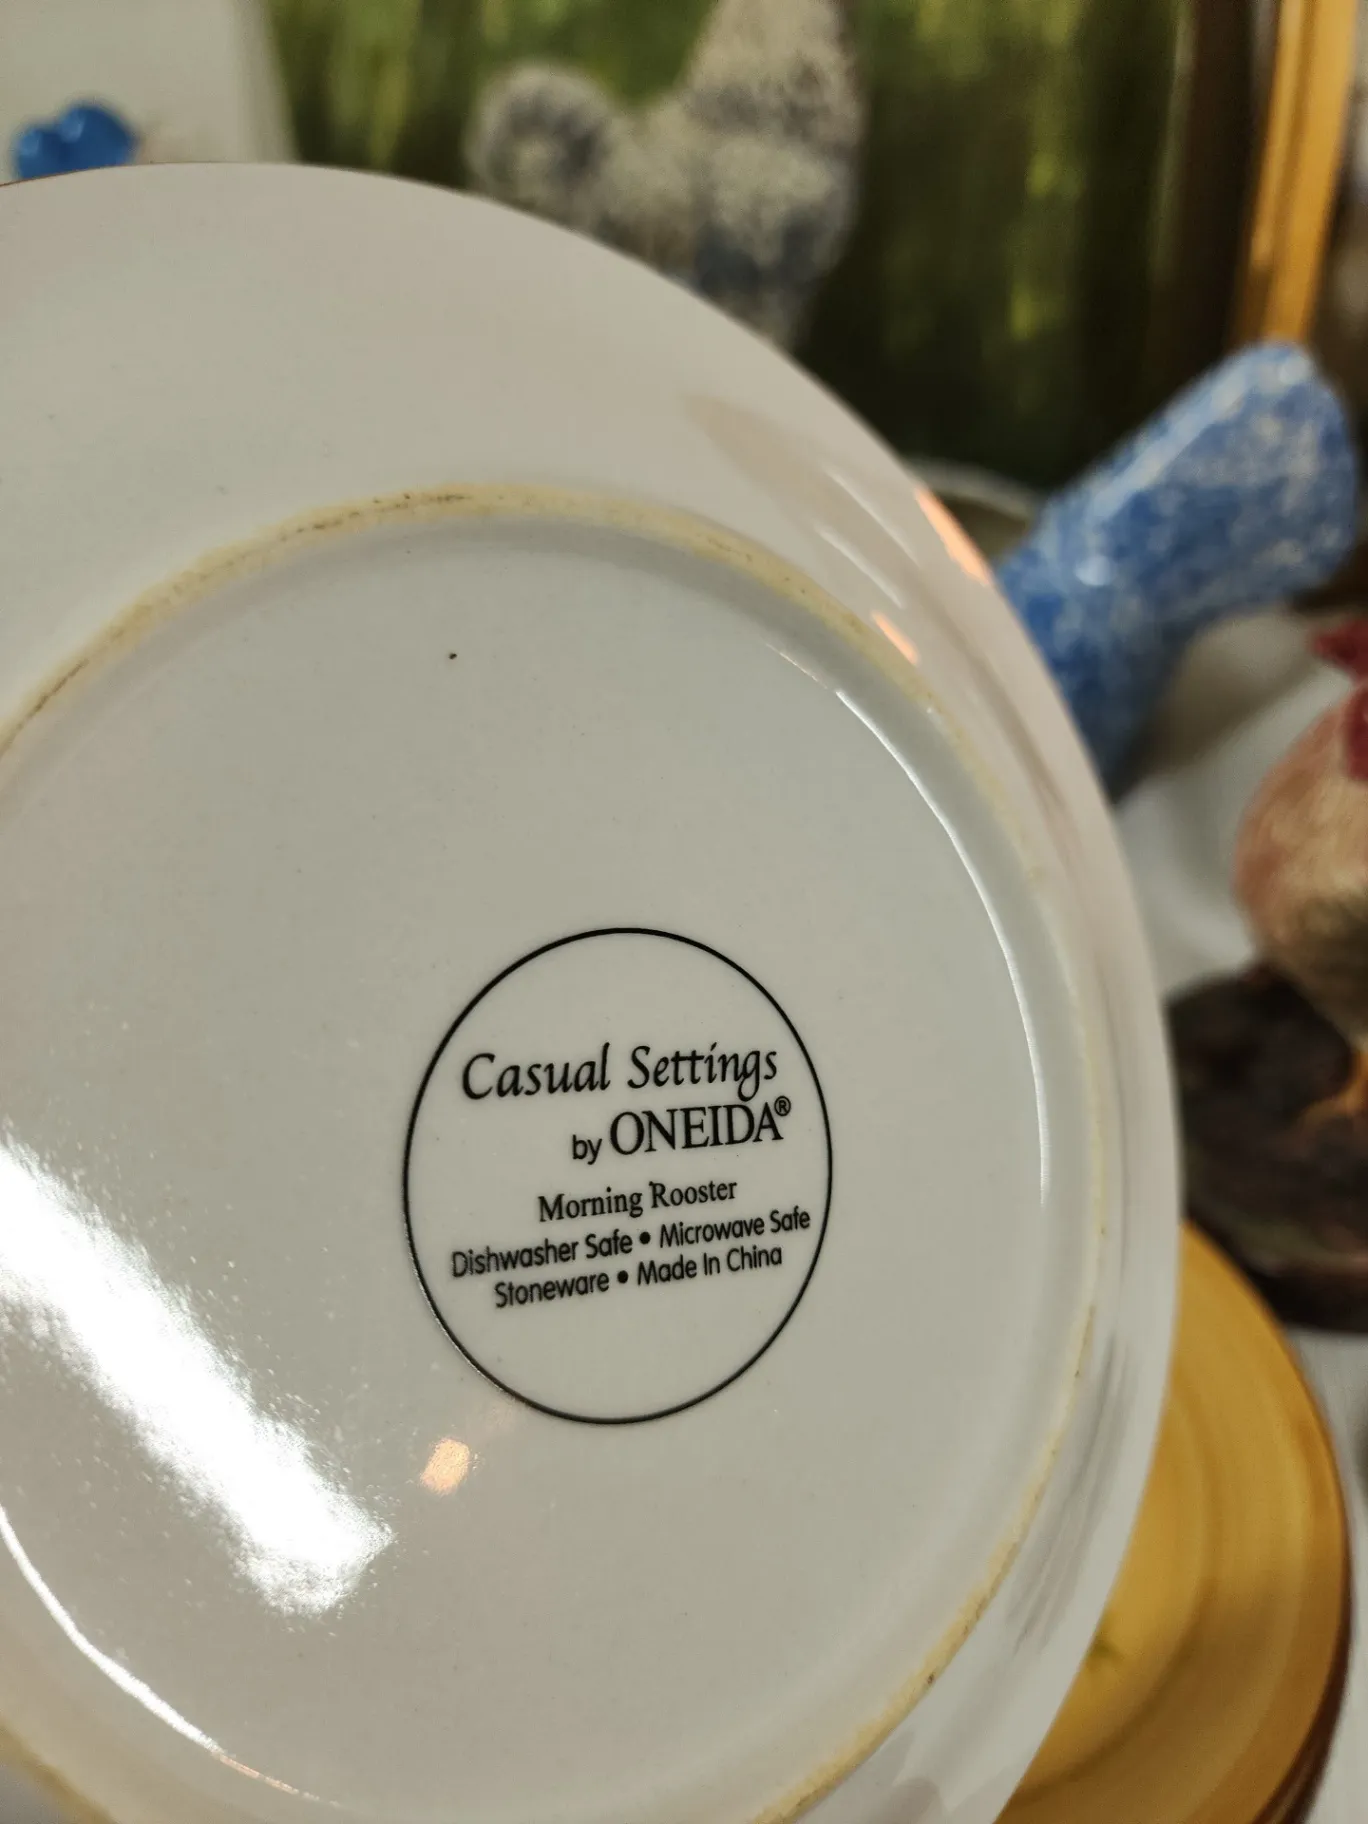 Casual Settings
by ONEIDA®
Morning Rooster
Dishwasher Safe • Microwave Safe
Stoneware • Made In China